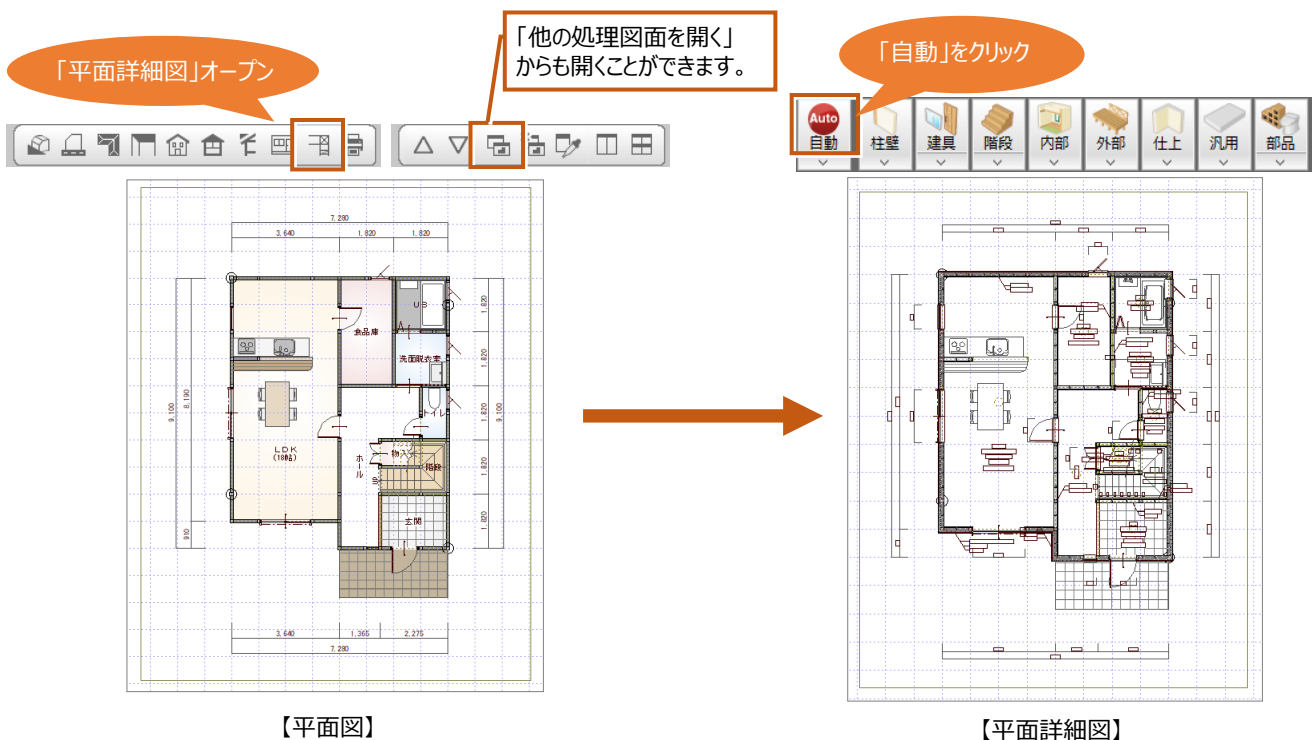 「平面詳細図」オープン
「他の処理図面を開く」
からも開くことができます。
「自動」をクリック
Auto
自動
柱壁
建具
階段
内部
外部
仕上
汎用
部品
7,280
3,640 1,820 1,820
UB
食品庫
洗面脱衣室
トイレ
LDK
(18帖)
ホール
物入
階段
UP
玄関
9,100
8,190
910
1,820
1,820
1,820
1,820
1,820
9,100
3,640 1,365 2,275
7,280
【平面図】
【平面詳細図】